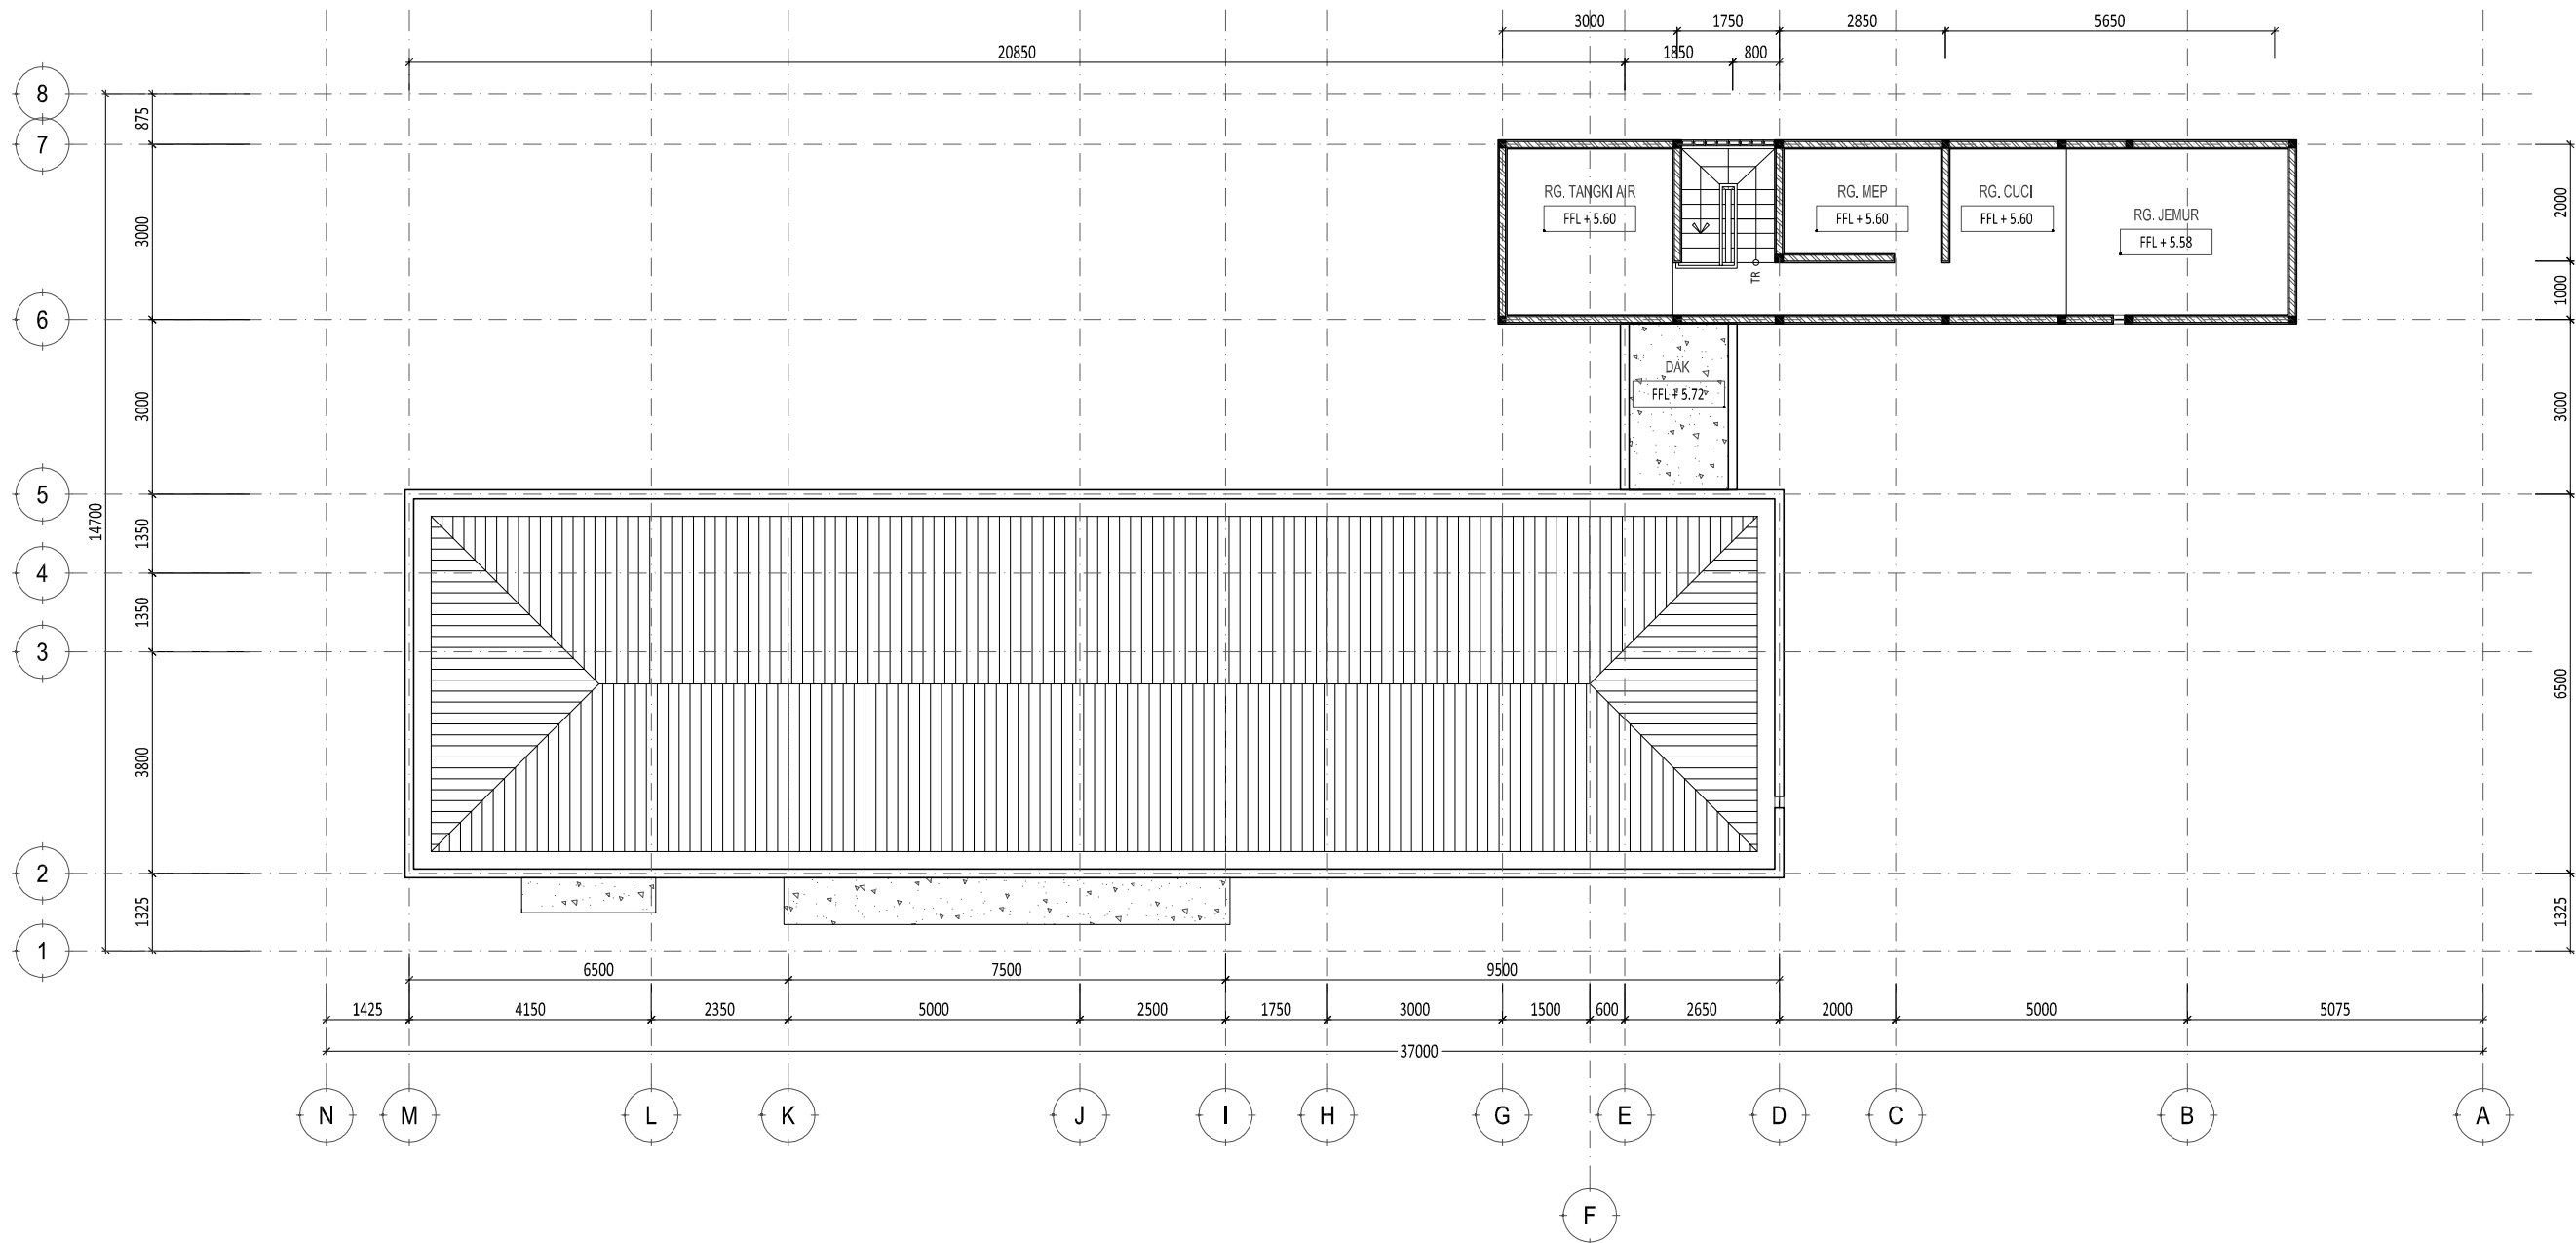 3000 1750 2850 5650
20850 1850 800
8
875
7
3000
2000
RG. TANGKI AIR
FFL + 5.60
RG. MEP
FFL + 5.60
RG. CUCI
FFL + 5.60
RG. JEMUR
FFL + 5.58
TR
1000
6
3000
3000
DAK
FFL + 5.72
5
14700
1350
4
1350
3
6500
3800
2
1325
1325
1
6500 7500 9500
1425 4150 2350 5000 2500 1750 3000 1500 600 2650 2000 5000 5075
37000
N M L K J I H G E D C B A
F